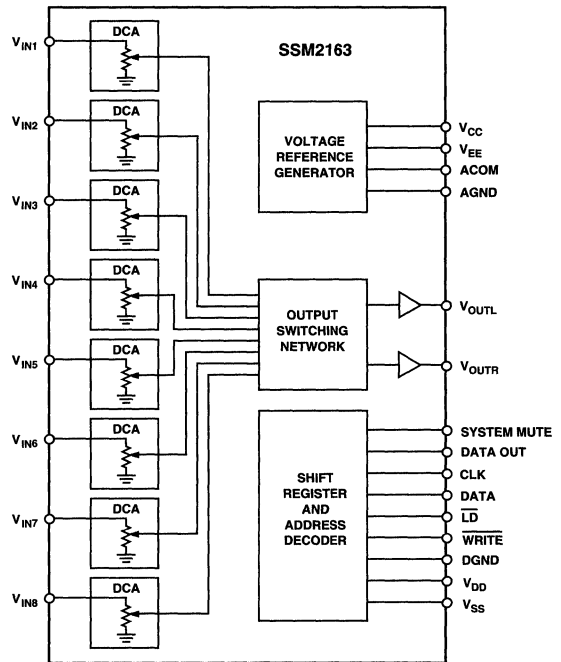 SSM2163
VIN1
DCA
VIN2
DCA
VIN3
DCA
VIN4
DCA
VIN5
DCA
VIN6
DCA
VIN7
DCA
VIN8
DCA
VOLTAGE
REFERENCE
GENERATOR
VCC
VEE
ACOM
AGND
OUTPUT
SWITCHING
NETWORK
VOUTL
VOUTR
SHIFT
REGISTER
AND
ADDRESS
DECODER
SYSTEM MUTE
DATA OUT
CLK
DATA
LD
WRITE
DGND
VDD
VSS